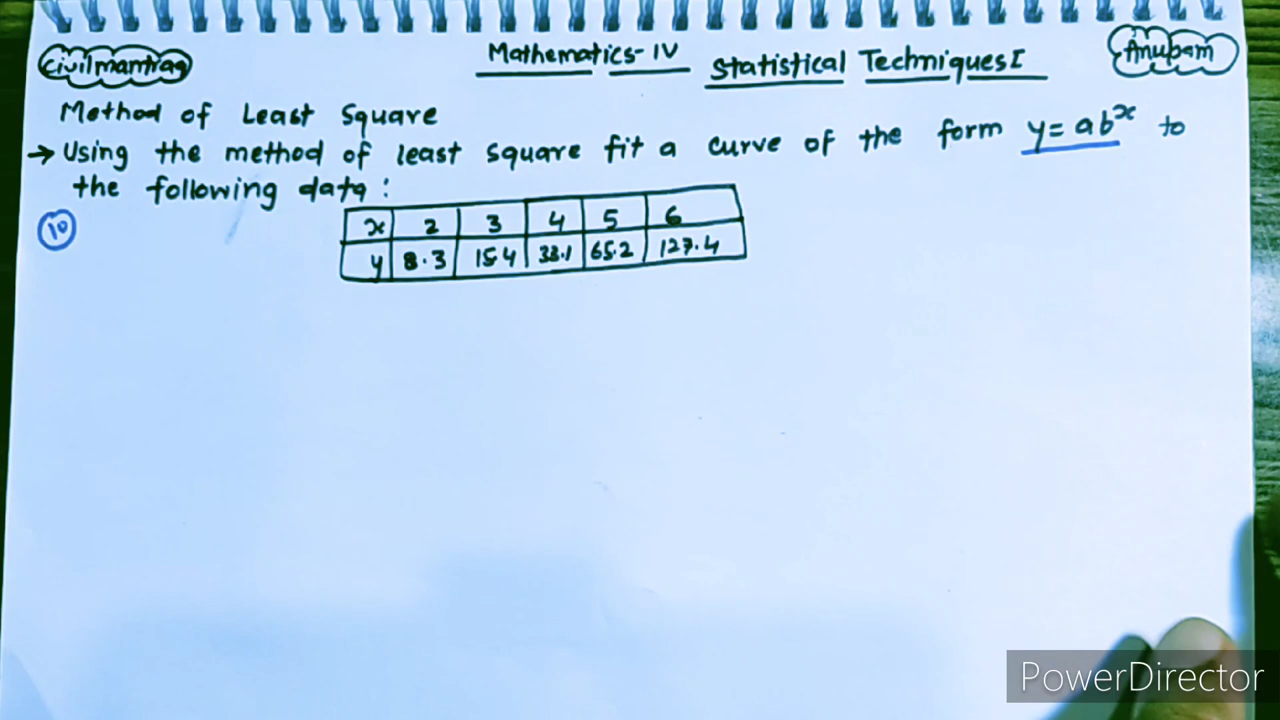 Civilmantraa
Mathematics-IV Statistical Techniques I
Anupam
Method of Least Square
→ Using the method of least square fit a curve of the form y = ab^x to
the following data :
10
x 2 3 4 5 6
y 8.3 15.4 33.1 65.2 127.4
PowerDirector